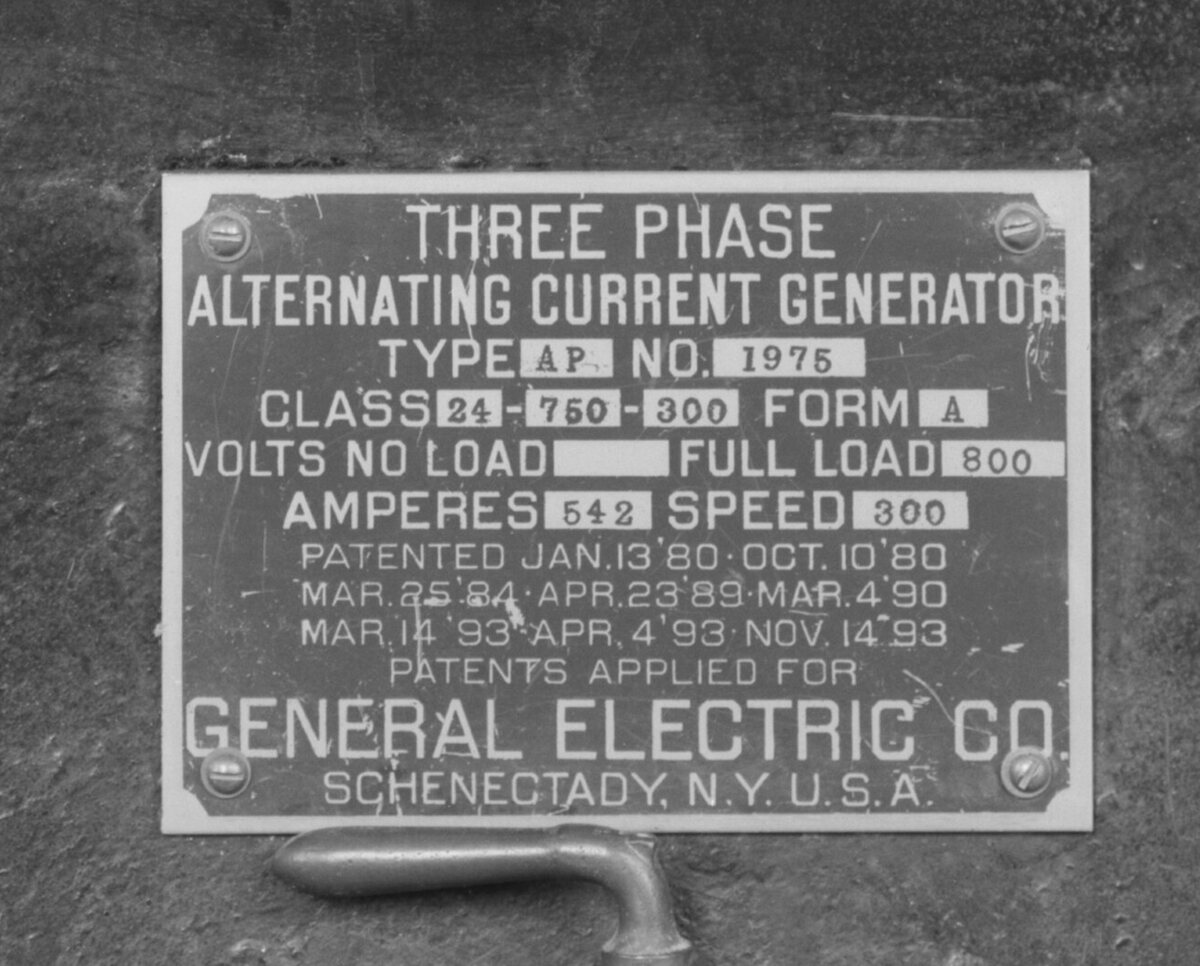 THREE PHASE
ALTERNATING CURRENT GENERATOR
TYPE AP NO. 1975
CLASS 24-750-300 FORM A
VOLTS NO LOAD FULL LOAD 800
AMPERES 542 SPEED 300
PATENTED JAN. 13 '80 · OCT. 10 '80
MAR. 25 '84 · APR. 23 '89 · MAR. 4 '90
MAR. 14 '93 · APR. 4 '93 · NOV. 14 '93
PATENTS APPLIED FOR
GENERAL ELECTRIC CO.
SCHENECTADY, N.Y. U.S.A.